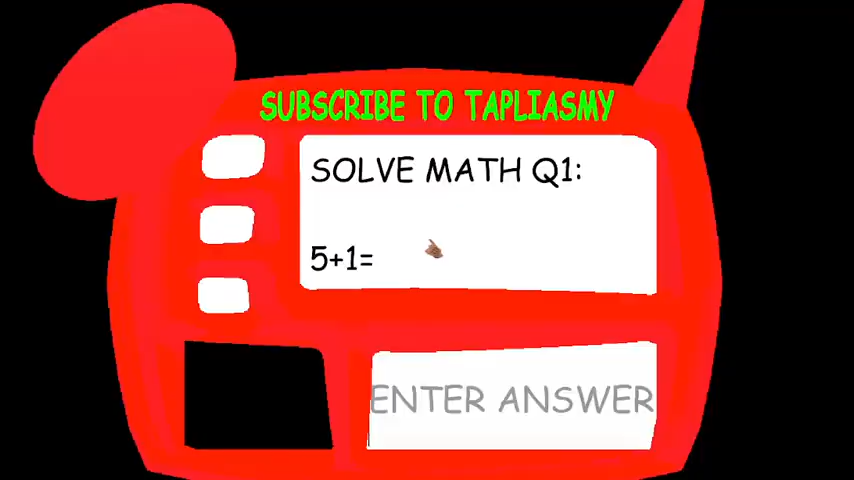 SUBSCRIBE TO TAPLIASMY
SOLVE MATH Q1:
5+1=
ENTER ANSWER